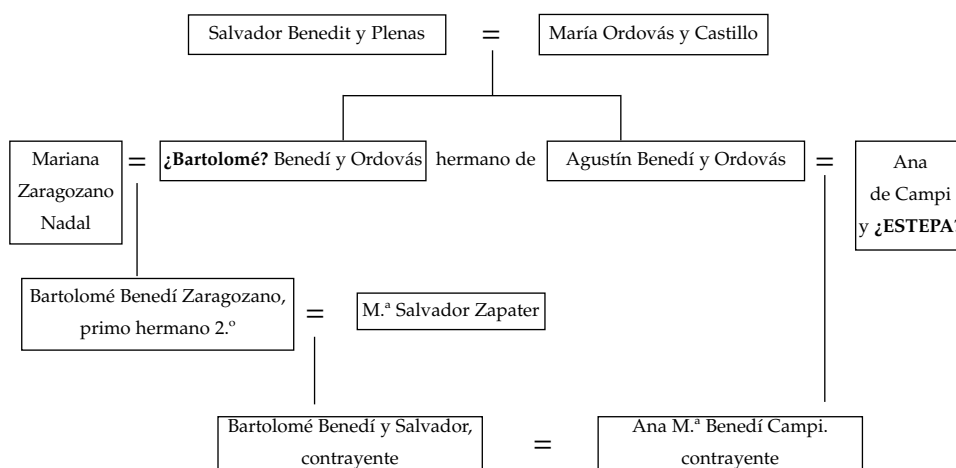 Salvador Benedit y Plenas = María Ordovás y Castillo
Mariana
Zaragozano
Nadal
= ¿Bartolomé? Benedí y Ordovás hermano de Agustín Benedí y Ordovás =
Ana
de Campi
y ¿ESTEPA?
Bartolomé Benedí Zaragozano,
primo hermano 2.º
= M.ª Salvador Zapater
Bartolomé Benedí y Salvador,
contrayente
=
Ana M.ª Benedí Campi.
contrayente